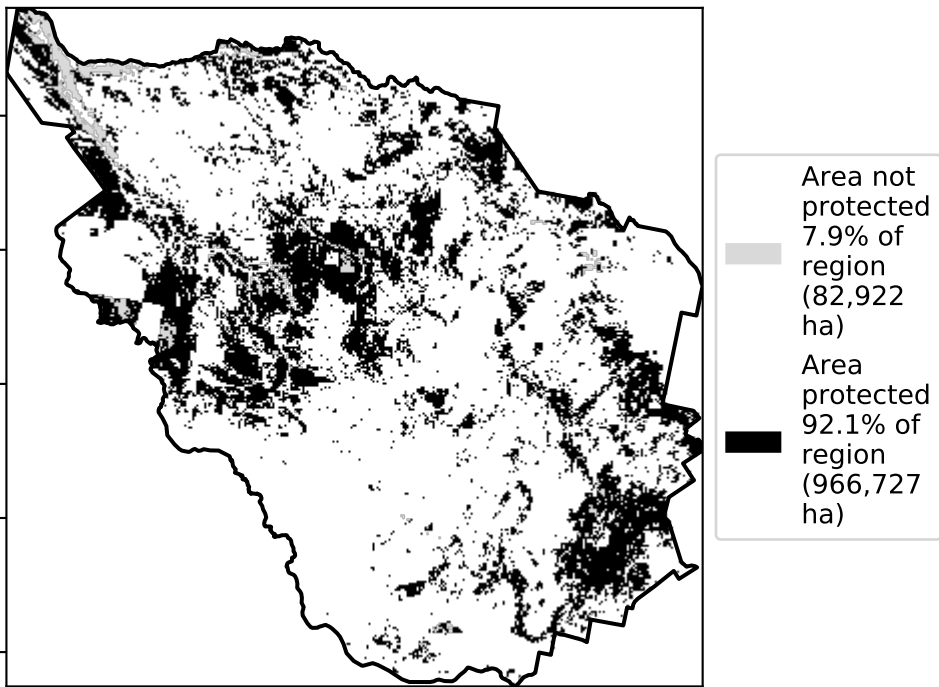 Area not
protected
7.9% of
region
(82,922
ha)
Area
protected
92.1% of
region
(966,727
ha)